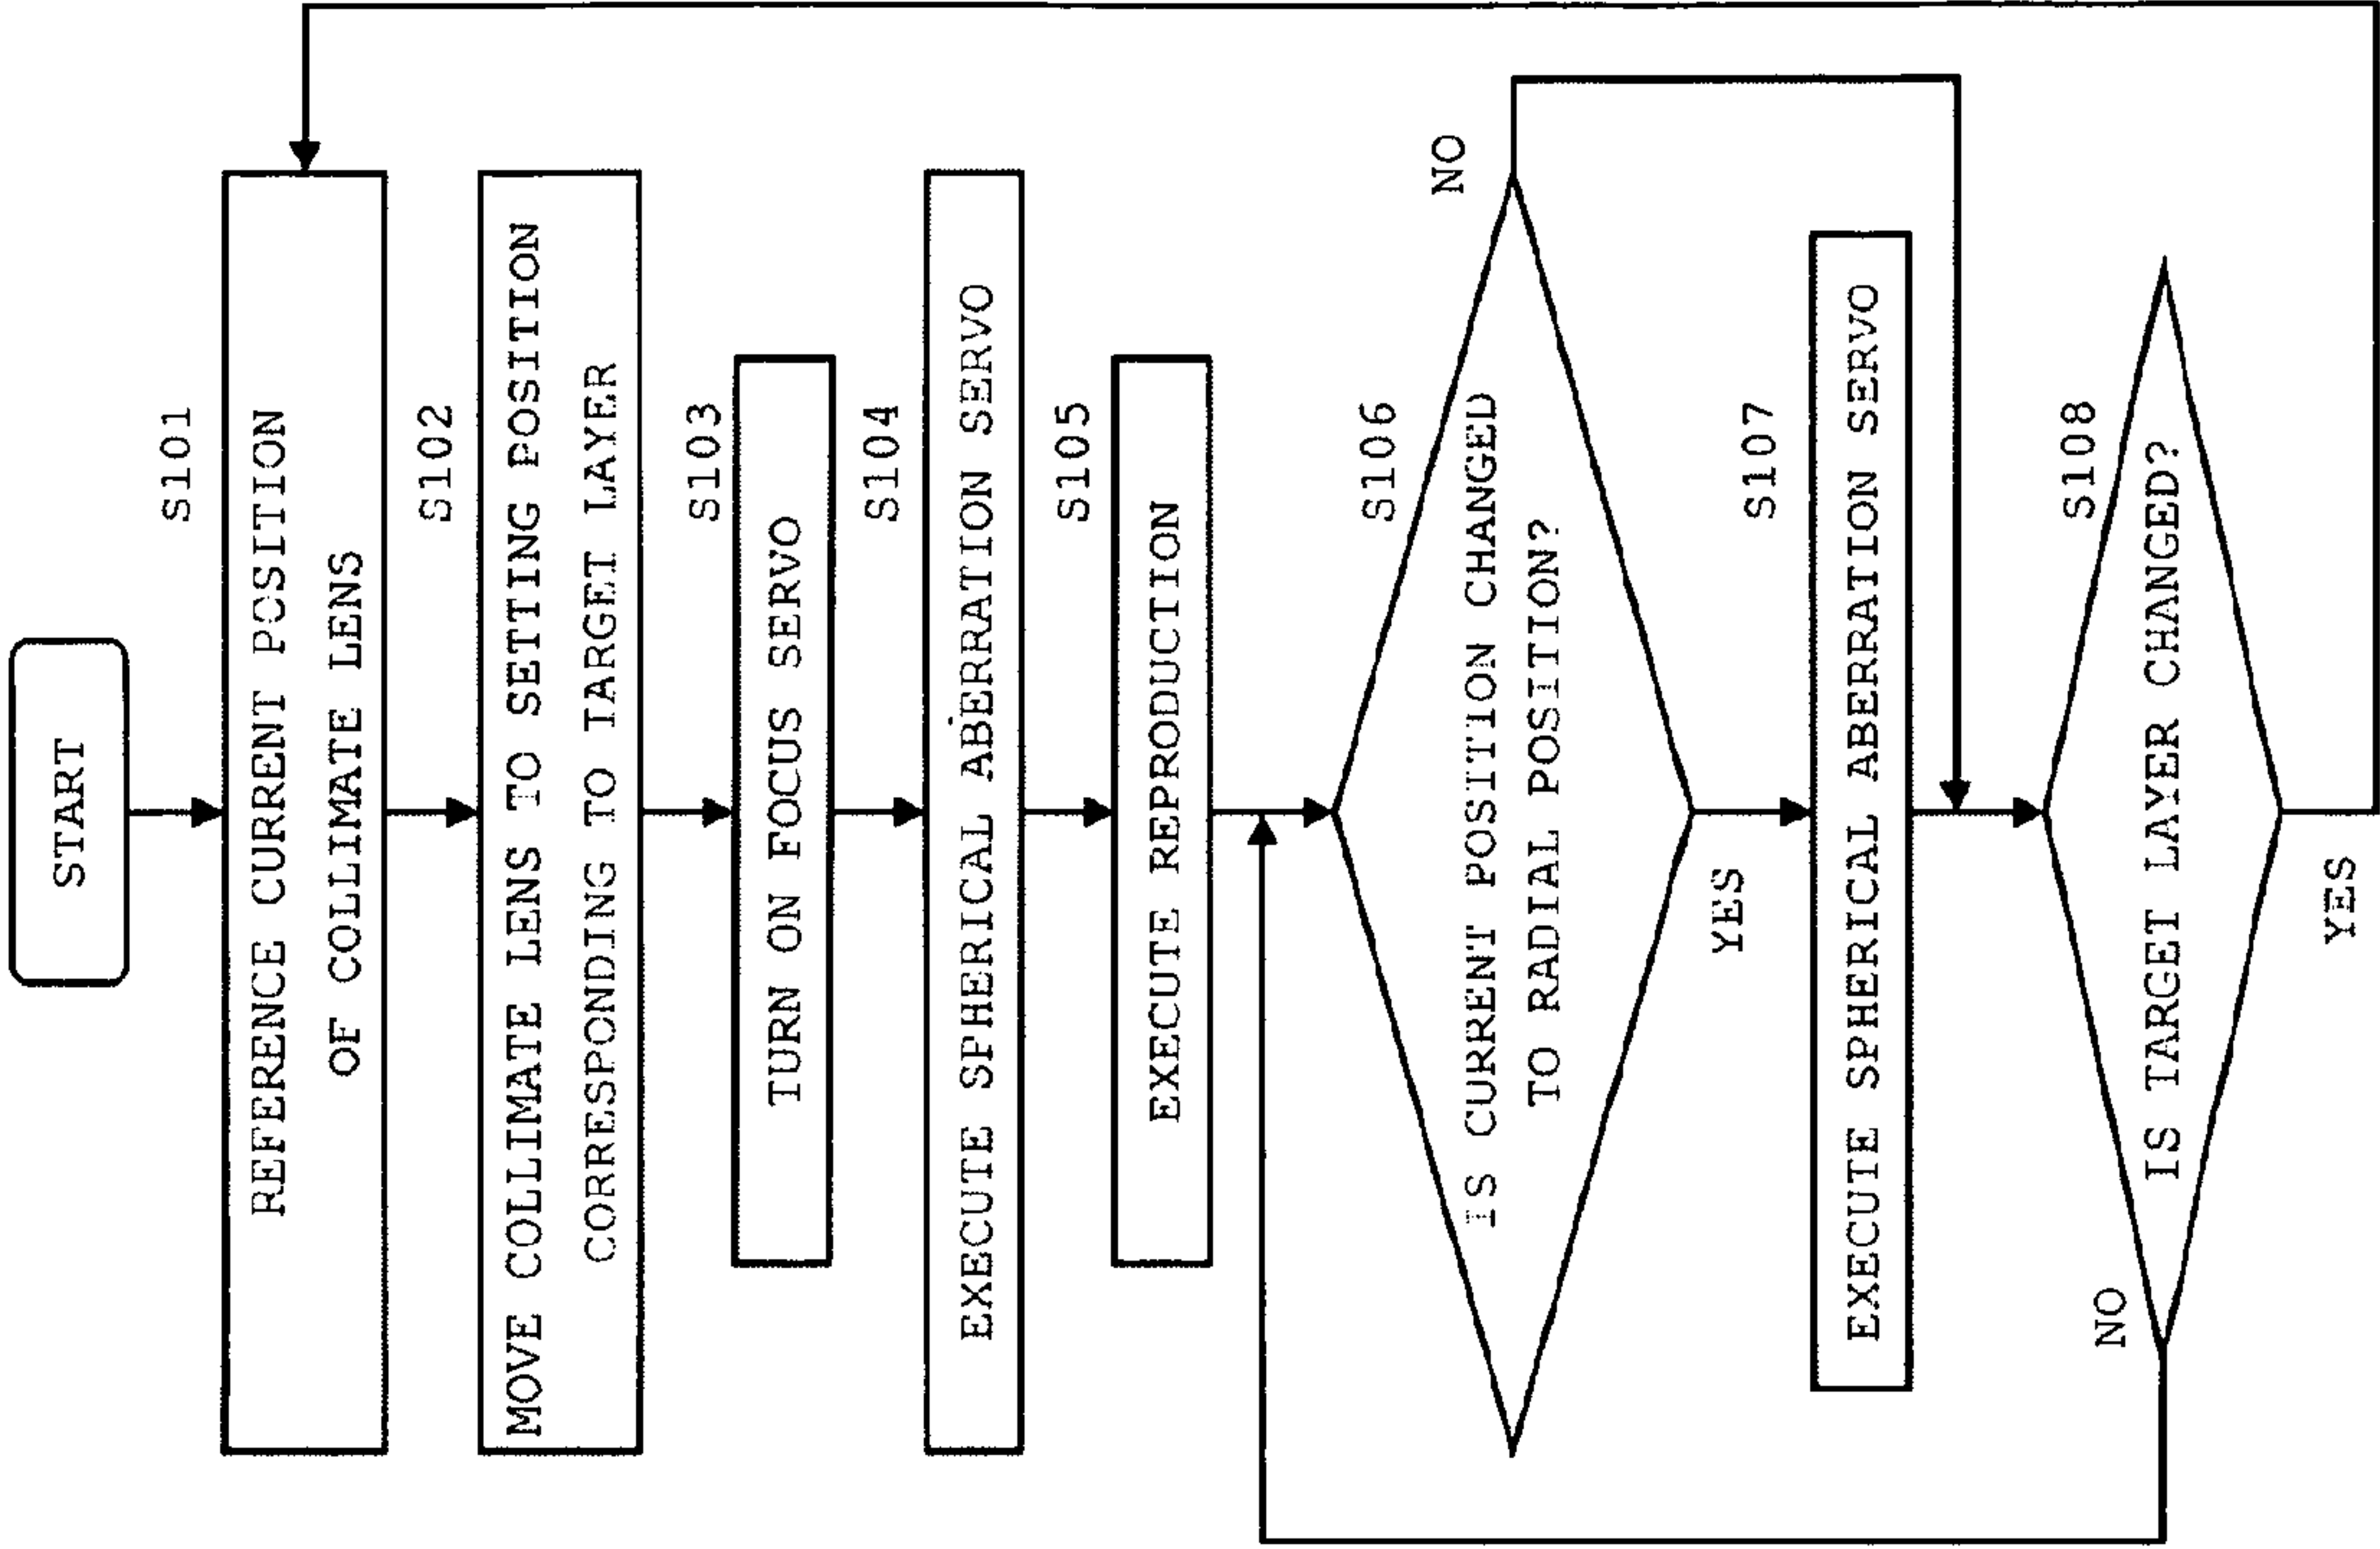 START
S101
REFERENCE CURRENT POSITION
OF COLLIMATE LENS
S102
MOVE COLLIMATE LENS TO SETTING POSITION
CORRESPONDING TO TARGET LAYER
S103
TURN ON FOCUS SERVO
S104
EXECUTE SPHERICAL ABERRATION SERVO
S105
EXECUTE REPRODUCTION
S106
NO
IS CURRENT POSITION CHANGED
TO RADIAL POSITION?
YES
S107
EXECUTE SPHERICAL ABERRATION SERVO
S108
NO
IS TARGET LAYER CHANGED?
YES